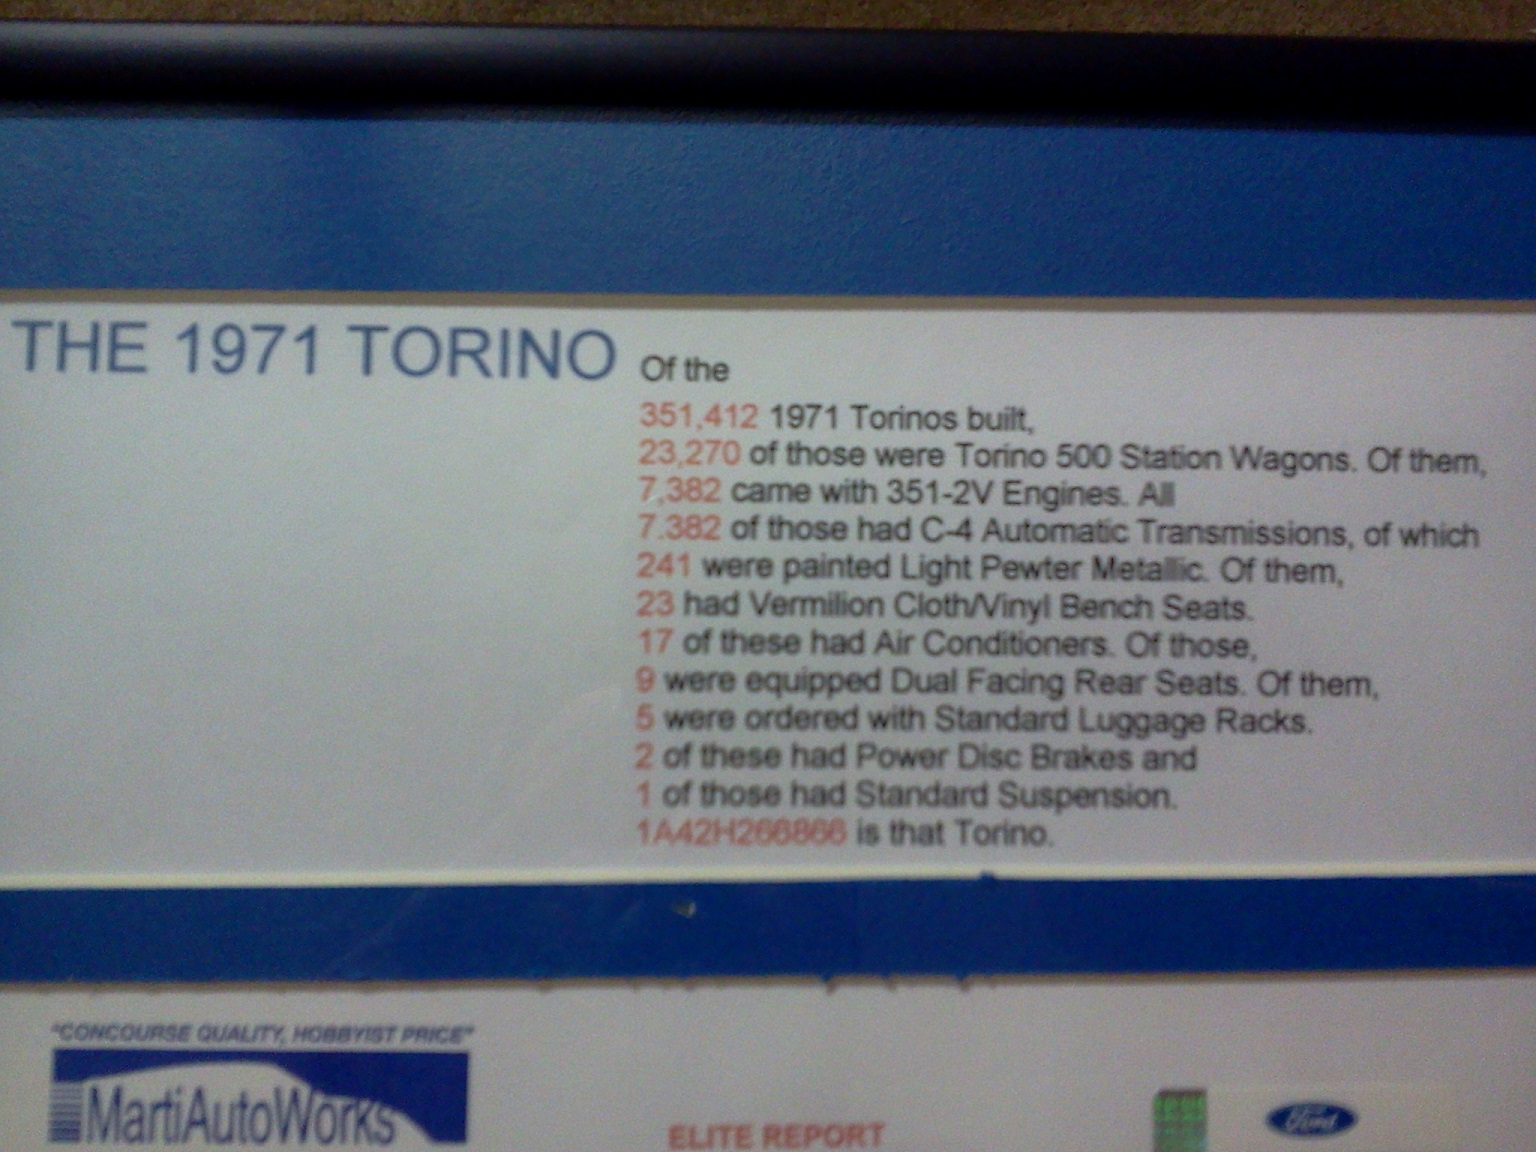 THE 1971 TORINO Of the
351,412 1971 Torinos built,
23,270 of those were Torino 500 Station Wagons. Of them,
7,382 came with 351-2V Engines. All
7.382 of those had C-4 Automatic Transmissions, of which
241 were painted Light Pewter Metallic. Of them,
23 had Vermilion Cloth/Vinyl Bench Seats.
17 of these had Air Conditioners. Of those,
9 were equipped Dual Facing Rear Seats. Of them,
5 were ordered with Standard Luggage Racks.
2 of these had Power Disc Brakes and
1 of those had Standard Suspension.
1A42H266866 is that Torino.
"CONCOURSE QUALITY, HOBBYIST PRICE"
MartiAutoWorks
ELITE REPORT
Ford